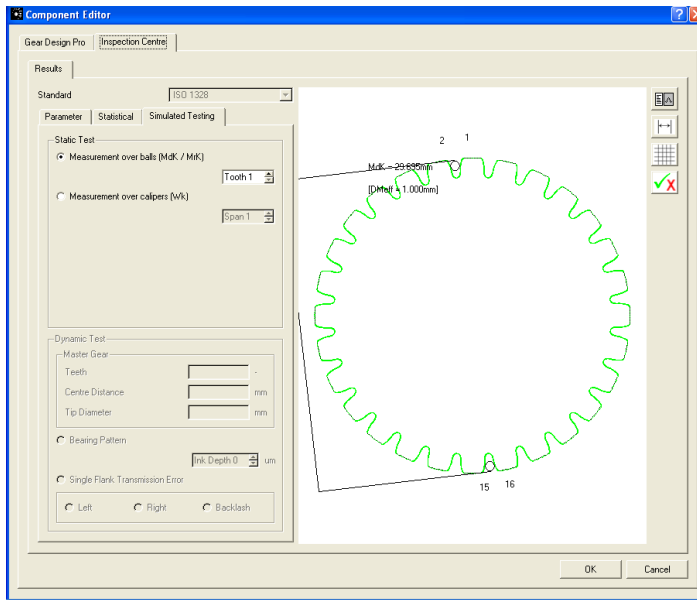 Component Editor
Gear Design Pro
Inspection Centre
Results
Standard
ISO 1328
Parameter
Statistical
Simulated Testing
Static Test
Measurement over balls (MdK / MrK)
Tooth 1
Measurement over calipers (Wk)
Span 1
Dynamic Test
Master Gear
Teeth
-
Centre Distance
mm
Tip Diameter
mm
Bearing Pattern
Ink Depth 0
um
Single Flank Transmission Error
Left
Right
Backlash
2
1
MdK = 29.695mm
[DMeff = 1.000mm]
15
16
OK
Cancel